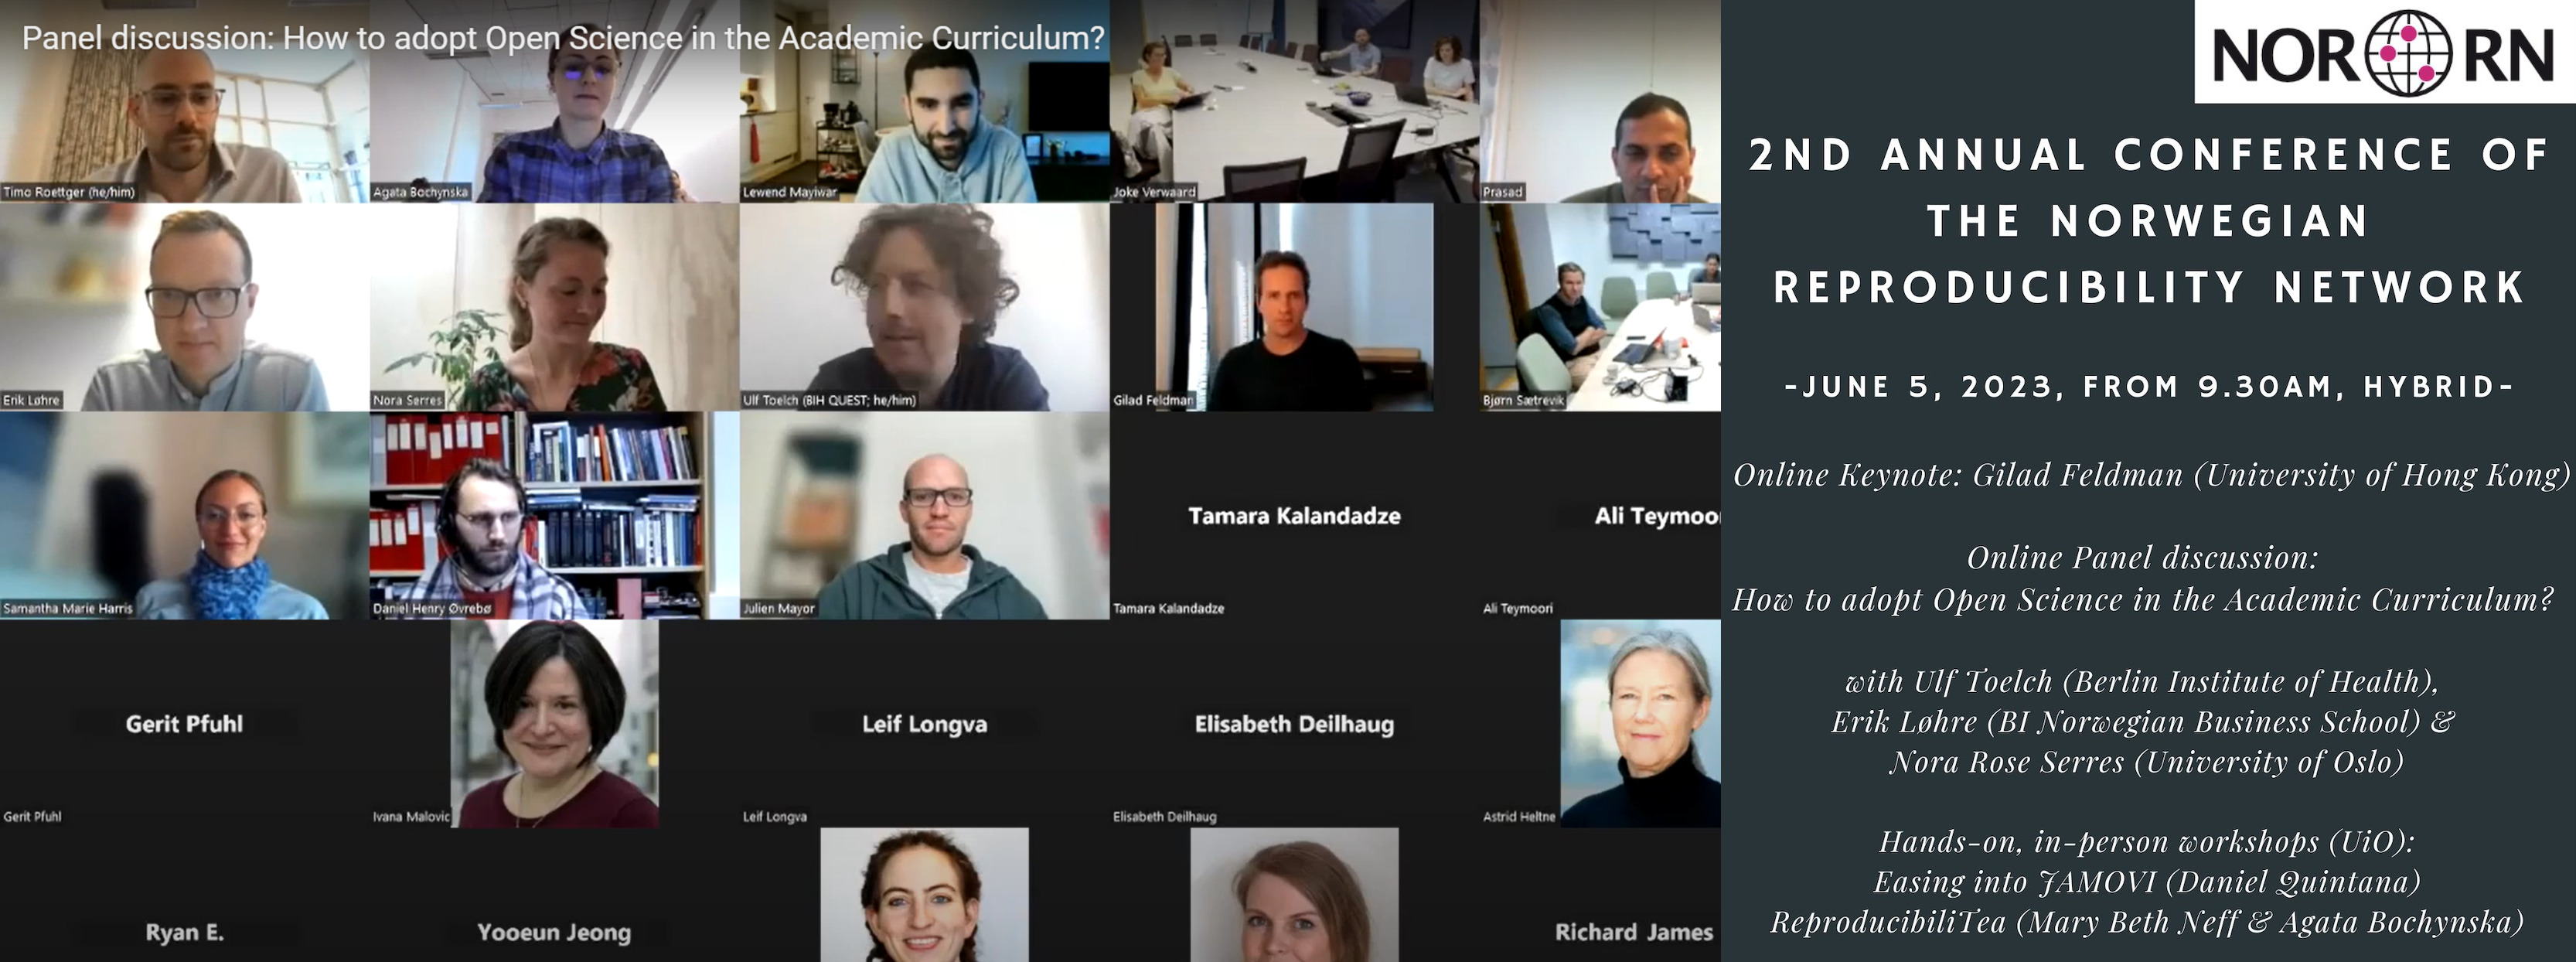 Panel discussion: How to adopt Open Science in the Academic Curriculum?
Timo Roettger (he/him)
Agata Bochynska
Lewend Mayiwar
Joke Verwaard
Prasad
Erik Løhre
Nora Serres
Ulf Toelch (BIH QUEST; he/him)
Gilad Feldman
Bjørn Sætrevik
Samantha Marie Harris
Daniel Henry Øvrebø
Julien Mayor
Tamara Kalandadze
Tamara Kalandadze
Ali Teymoo
Ali Teymoori
Gerit Pfuhl
Gerit Pfuhl
Ivana Malovic
Leif Longva
Leif Longva
Elisabeth Deilhaug
Elisabeth Deilhaug
Astrid Heltne
Ryan E.
Yooeun Jeong
Richard James
NOR RN
2ND ANNUAL CONFERENCE OF
THE NORWEGIAN
REPRODUCIBILITY NETWORK
-JUNE 5, 2023, FROM 9.30AM, HYBRID-
Online Keynote: Gilad Feldman (University of Hong Kong)
Online Panel discussion:
How to adopt Open Science in the Academic Curriculum?
with Ulf Toelch (Berlin Institute of Health),
Erik Løhre (BI Norwegian Business School) &
Nora Rose Serres (University of Oslo)
Hands-on, in-person workshops (UiO):
Easing into JAMOVI (Daniel Quintana)
ReproducibiliTea (Mary Beth Neff & Agata Bochynska)